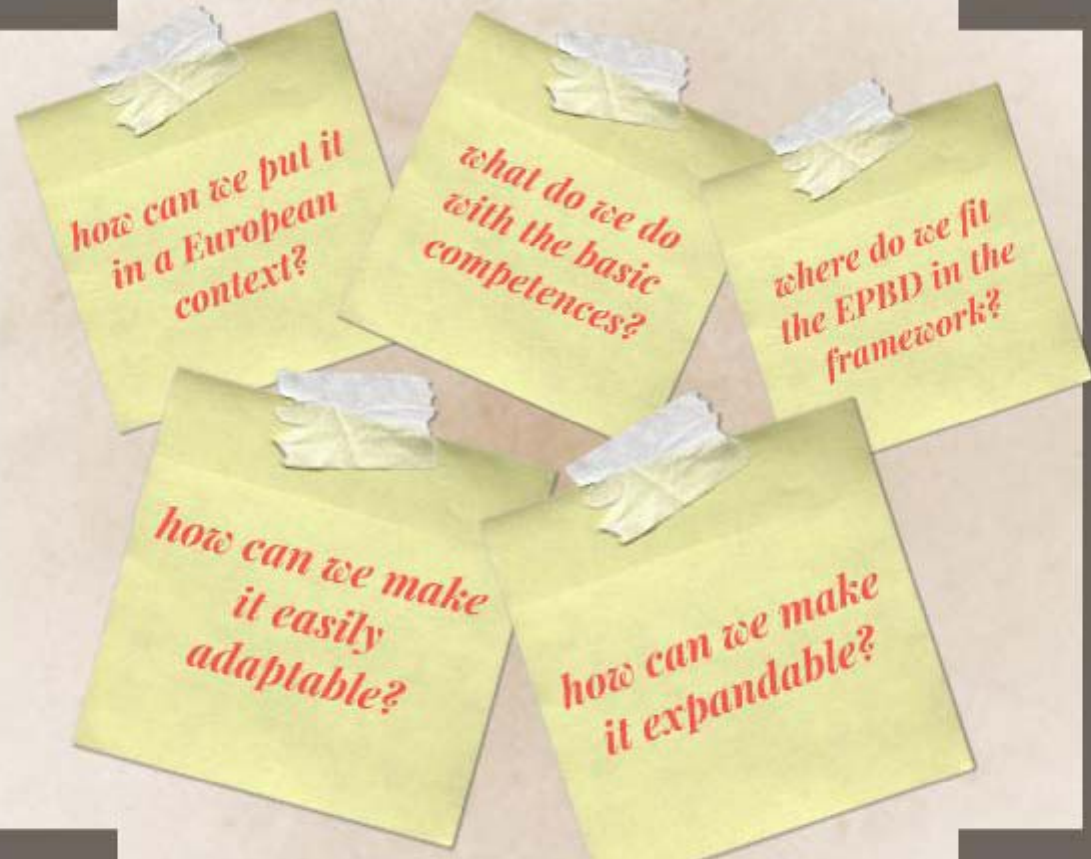 how can we put it
in a European
context?
what do we do
with the basic
competences?
where do we fit
the EPBD in the
framework?
how can we make
it easily
adaptable?
how can we make
it expandable?